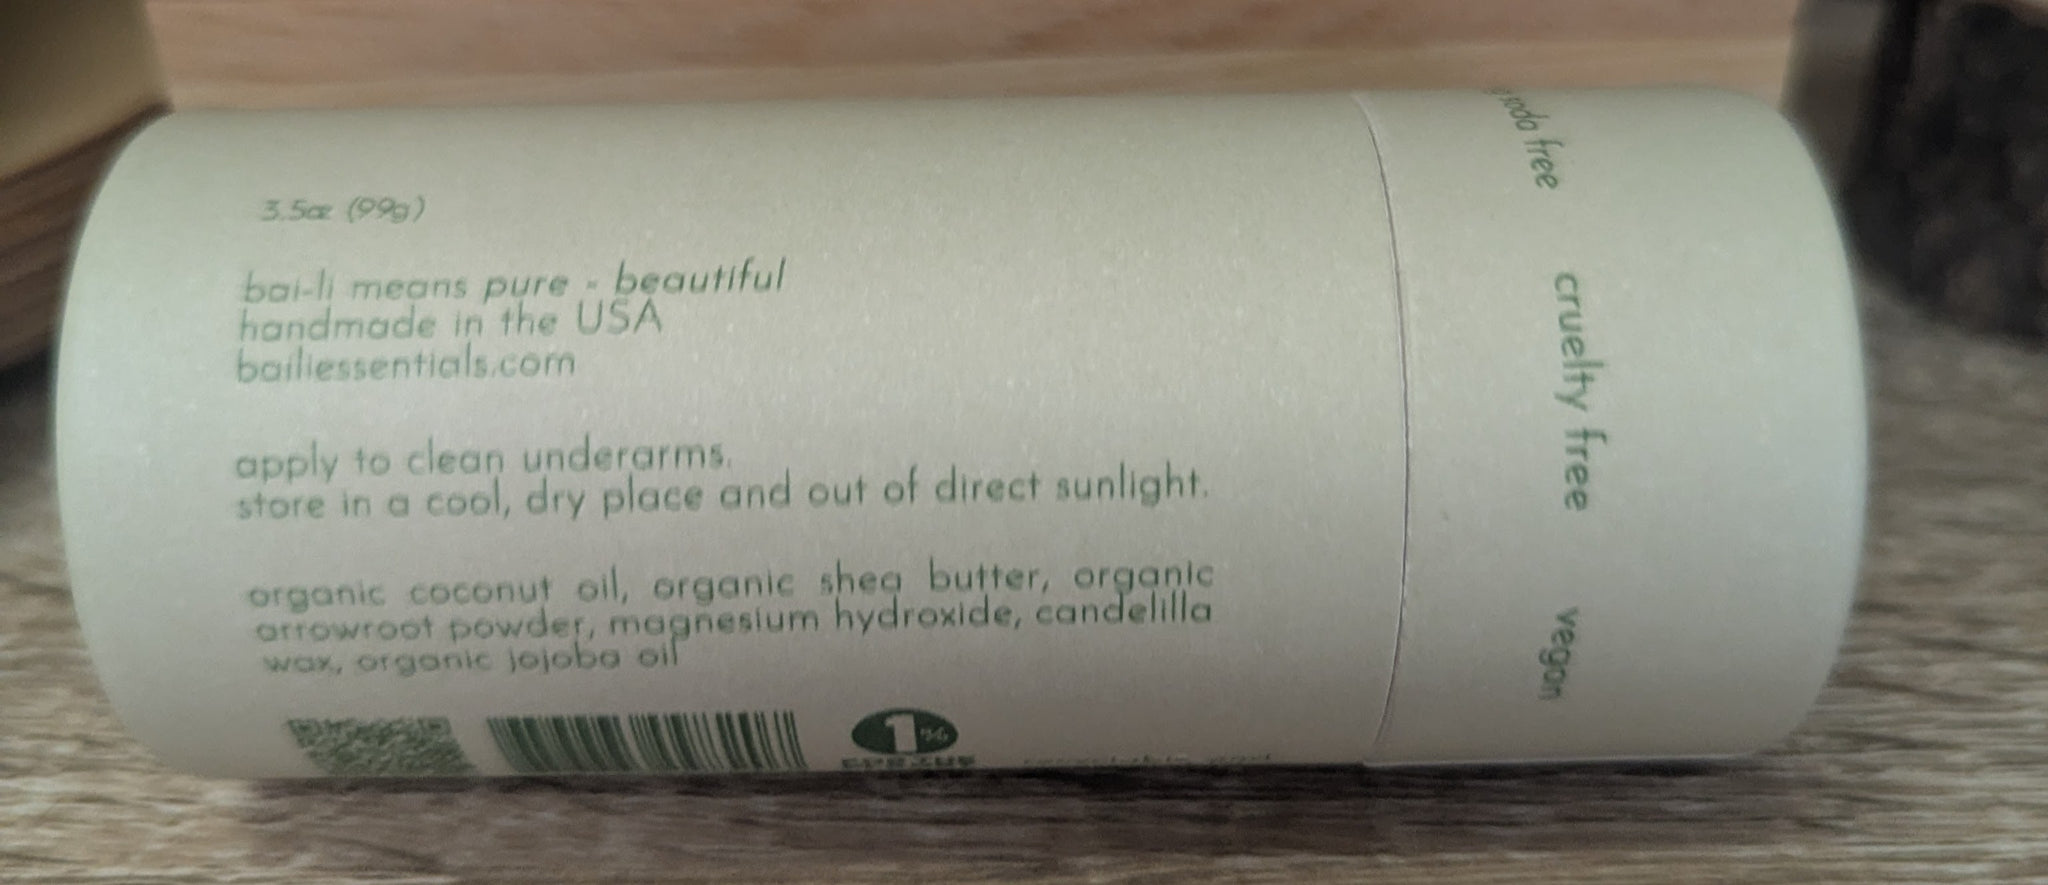 3.5oz (99g)
bai-li means pure - beautiful
handmade in the USA
bailiessentials.com
apply to clean underarms.
store in a cool, dry place and out of direct sunlight.
organic coconut oil, organic shea butter, organic
arrowroot powder, magnesium hydroxide, candelilla
wax, organic jojoba oil
1%
soda free
cruelty free
vegan